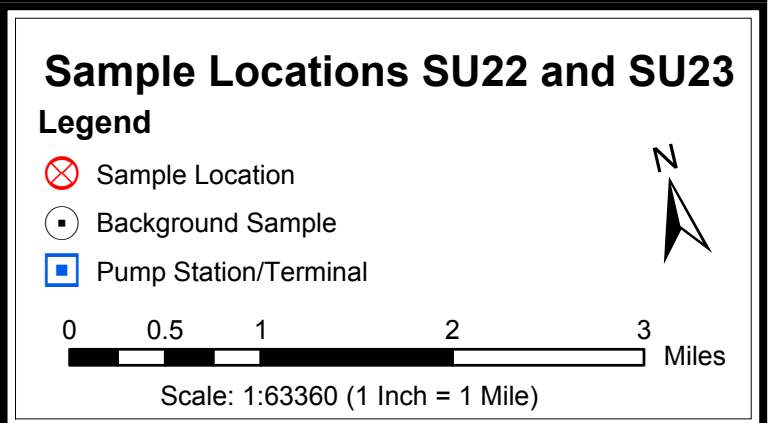 Sample Locations SU22 and SU23
Legend
N
Sample Location
Background Sample
Pump Station/Terminal
0 0.5 1 2 3
Miles
Scale: 1:63360 (1 Inch = 1 Mile)